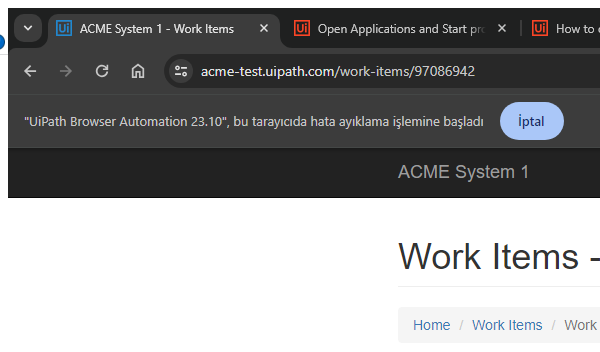 Ui ACME System 1 - Work Items Ui Open Applications and Start Ui How to
acme-test.uipath.com/work-items/97086942
"UiPath Browser Automation 23.10", bu tarayıcıda hata ayıklama işlemine başladı İptal
ACME System 1
Work Items -
Home / Work Items / Work